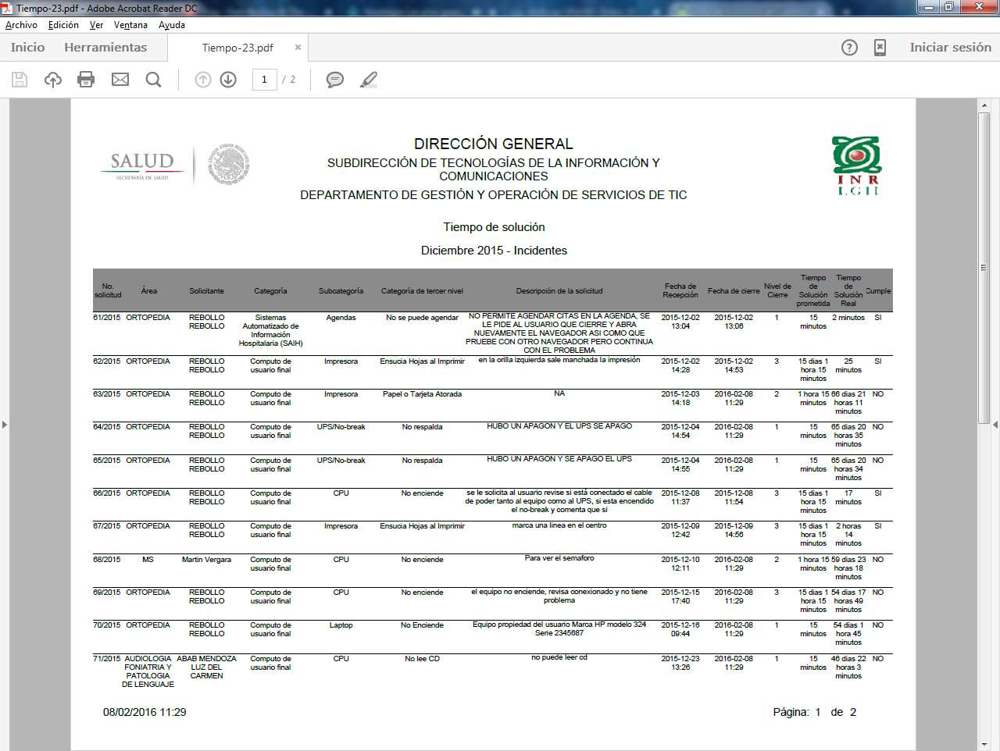 Tiempo-23.pdf - Adobe Acrobat Reader DC
Archivo Edición Ver Ventana Ayuda
Inicio Herramientas Tiempo-23.pdf × Iniciar sesión
1 / 2
SALUD
SECRETARÍA DE SALUD
DIRECCIÓN GENERAL
SUBDIRECCIÓN DE TECNOLOGÍAS DE LA INFORMACIÓN Y
COMUNICACIONES
DEPARTAMENTO DE GESTIÓN Y OPERACIÓN DE SERVICIOS DE TIC
INR
LGII
Tiempo de solución
Diciembre 2015 - Incidentes
No. solicitud Área Solicitante Categoría Subcategoría Categoría de tercer nivel Descripción de la solicitud Fecha de Recepción Fecha de cierre Nivel de Cierre Tiempo de Solución prometida Tiempo de Solución Real Cumple
61/2015 ORTOPEDIA REBOLLO REBOLLO Sistemas Automatizado de Información Hospitalaria (SAIH) Agendas No se puede agendar NO PERMITE AGENDAR CITAS EN LA AGENDA, SE LE PIDE AL USUARIO QUE CIERRE Y ABRA NUEVAMENTE EL NAVEGADOR ASI COMO QUE PRUEBE CON OTRO NAVEGADOR PERO CONTINUA CON EL PROBLEMA 2015-12-02 13:04 2015-12-02 13:06 1 15 minutos 2 minutos SI
62/2015 ORTOPEDIA REBOLLO REBOLLO Computo de usuario final Impresora Ensucia Hojas al Imprimir en la orilla izquierda sale manchada la impresión 2015-12-02 14:28 2015-12-02 14:53 3 15 dias 1 hora 15 minutos 25 minutos SI
63/2015 ORTOPEDIA REBOLLO REBOLLO Computo de usuario final Impresora Papel o Tarjeta Atorada NA 2015-12-03 14:18 2016-02-08 11:29 2 1 hora 15 minutos 66 dias 21 horas 11 minutos NO
64/2015 ORTOPEDIA REBOLLO REBOLLO Computo de usuario final UPS/No-break No respalda HUBO UN APAGON Y EL UPS SE APAGO 2015-12-04 14:54 2016-02-08 11:29 1 15 minutos 65 dias 20 horas 35 minutos NO
65/2015 ORTOPEDIA REBOLLO REBOLLO Computo de usuario final UPS/No-break No respalda HUBO UN APAGON Y SE APAGO EL UPS 2015-12-04 14:55 2016-02-08 11:29 1 15 minutos 65 dias 20 horas 34 minutos NO
66/2015 ORTOPEDIA REBOLLO REBOLLO Computo de usuario final CPU No enciende se le solicita al usuario revise si está conectado el cable de poder tanto al equipo como al UPS, si esta encendido el no-break y comenta que si 2015-12-08 11:37 2015-12-08 11:54 3 15 dias 1 hora 15 minutos 17 minutos SI
67/2015 ORTOPEDIA REBOLLO REBOLLO Computo de usuario final Impresora Ensucia Hojas al Imprimir marca una linea en el centro 2015-12-09 12:42 2015-12-09 14:56 3 15 dias 1 hora 15 minutos 2 horas 14 minutos SI
68/2015 MS Martin Vergara Computo de usuario final CPU No enciende Para ver el semaforo 2015-12-10 12:11 2016-02-08 11:29 2 1 hora 15 minutos 59 dias 23 horas 18 minutos NO
69/2015 ORTOPEDIA REBOLLO REBOLLO Computo de usuario final CPU No enciende el equipo no enciende, revisa conexionado y no tiene problema 2015-12-15 17:40 2016-02-08 11:29 3 15 dias 1 hora 15 minutos 54 dias 17 horas 49 minutos NO
70/2015 ORTOPEDIA REBOLLO REBOLLO Computo de usuario final Laptop No Enciende Equipo propiedad del usuario Marca HP modelo 324 Serie 2345687 2015-12-16 09:44 2016-02-08 11:29 1 15 minutos 54 dias 1 hora 45 minutos NO
71/2015 AUDIOLOGIA FONIATRIA Y PATOLOGIA DE LENGUAJE ABAB MENDOZA LUZ DEL CARMEN Computo de usuario final CPU No lee CD no puede leer cd 2015-12-23 13:26 2016-02-08 11:29 1 15 minutos 46 dias 22 horas 3 minutos NO
08/02/2016 11:29 Página: 1 de 2